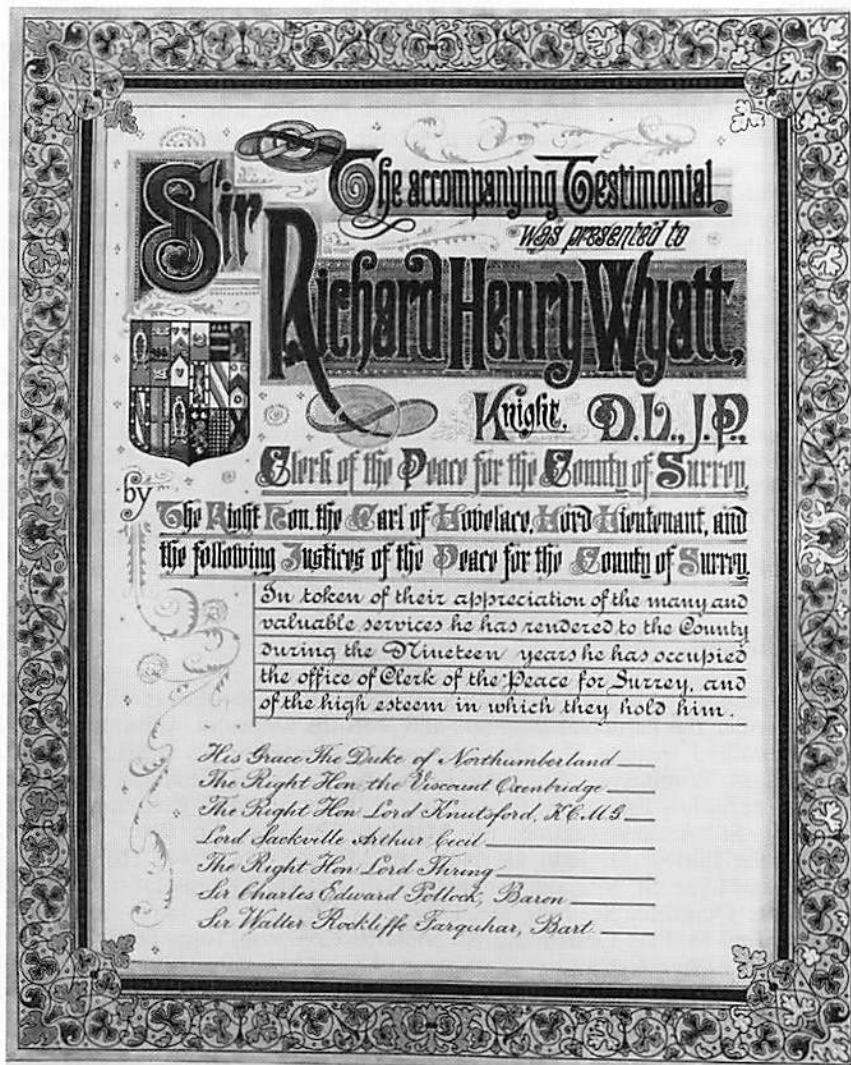 The accompanying Testimonial
was presented to
Sir Richard Henry Wyatt,
Knight, D.L., J.P.,
Clerk of the Peace for the County of Surrey,
by
The Right Hon. the Earl of Lovelace, Lord Lieutenant, and
the following Justices of the Peace for the County of Surrey.
In token of their appreciation of the many and
valuable services he has rendered to the County
during the Nineteen years he has occupied
the office of Clerk of the Peace for Surrey, and
of the high esteem in which they hold him.
His Grace The Duke of Northumberland
The Right Hon. the Viscount Oxenbridge
The Right Hon Lord Knutsford, K.C.M.G
Lord Sackville Arthur Cecil
The Right Hon Lord Thring
Sir Charles Edward Pollock, Baron
Sir Walter Rockliffe Farquhar, Bart